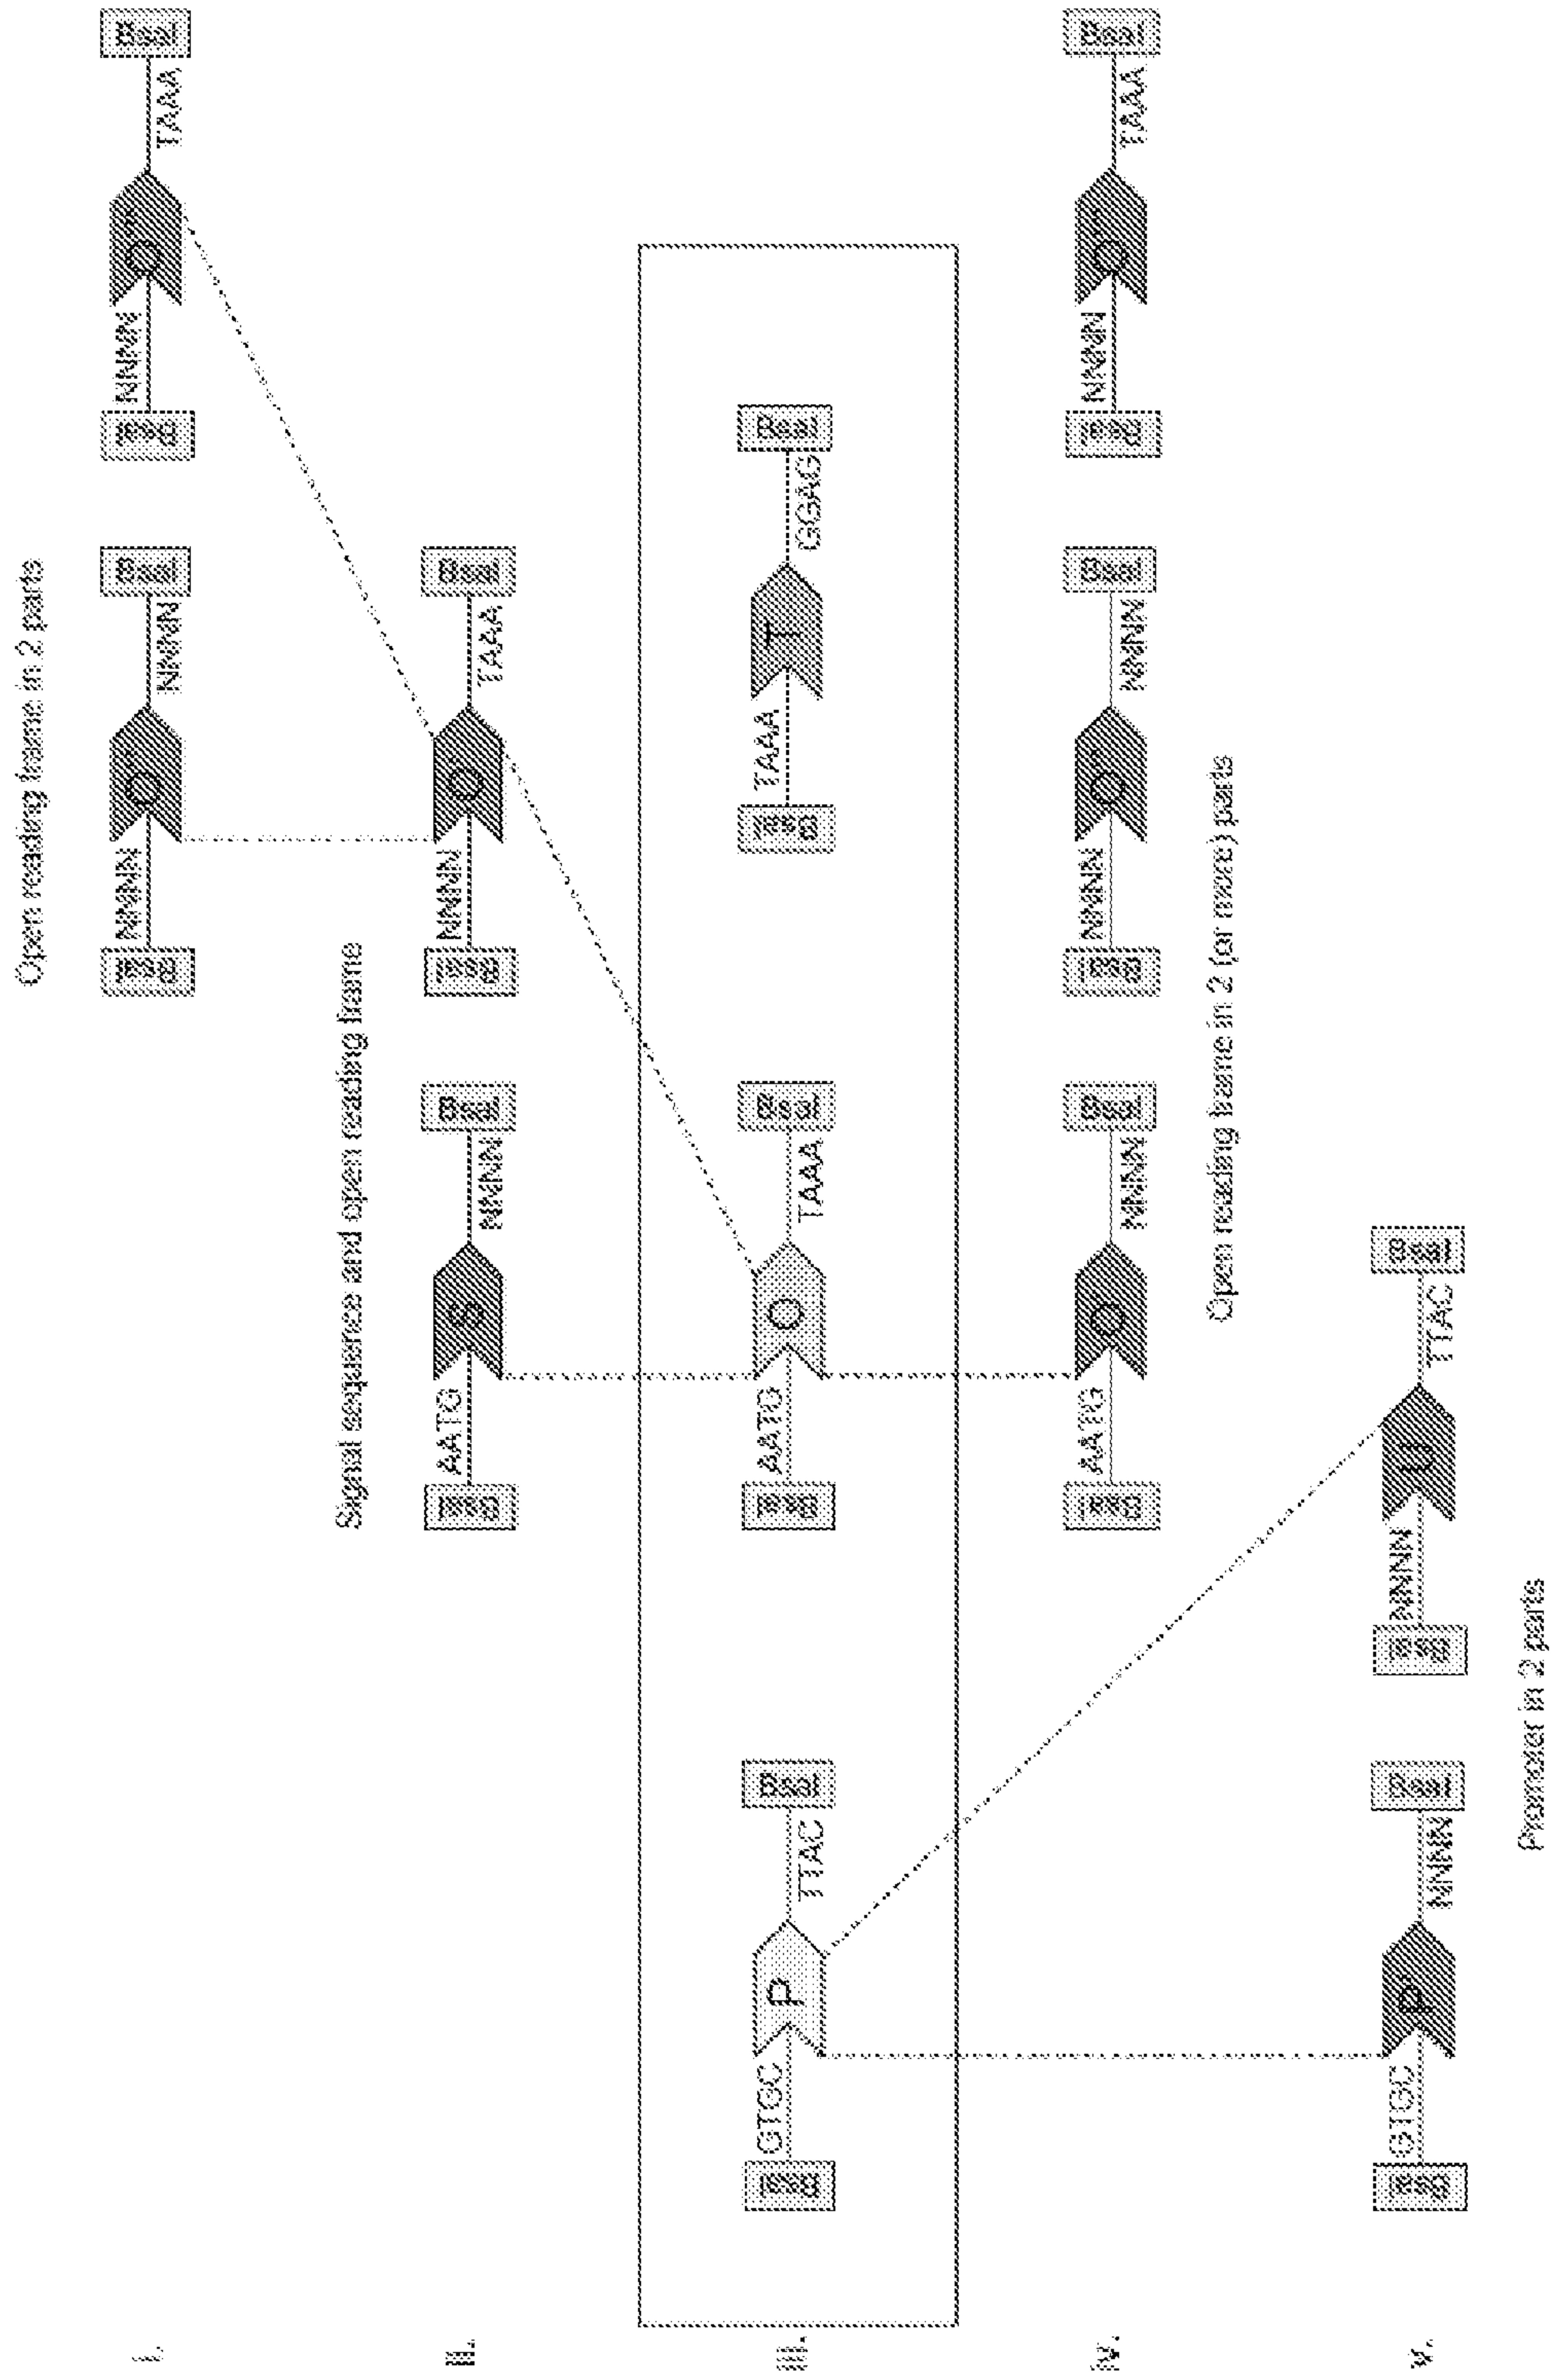 Open reading frame in 2 parts
i.
BsaI NNNN NNNN BsaI BsaI NNNN TAAA BsaI
Signal sequence and open reading frame
ii.
BsaI AATG S NNNN BsaI BsaI NNNN TAAA BsaI
iii.
BsaI GTGC P TTAC BsaI BsaI AATG O TAAA BsaI BsaI TAAA T GGAG BsaI
iv.
BsaI AATG NNNN BsaI BsaI NNNN NNNN BsaI BsaI NNNN TAAA BsaI
Open reading frame in 2 (or more) parts
v.
BsaI GTGC NNNN BsaI BsaI NNNN U TTAC BsaI
Promoter in 2 parts